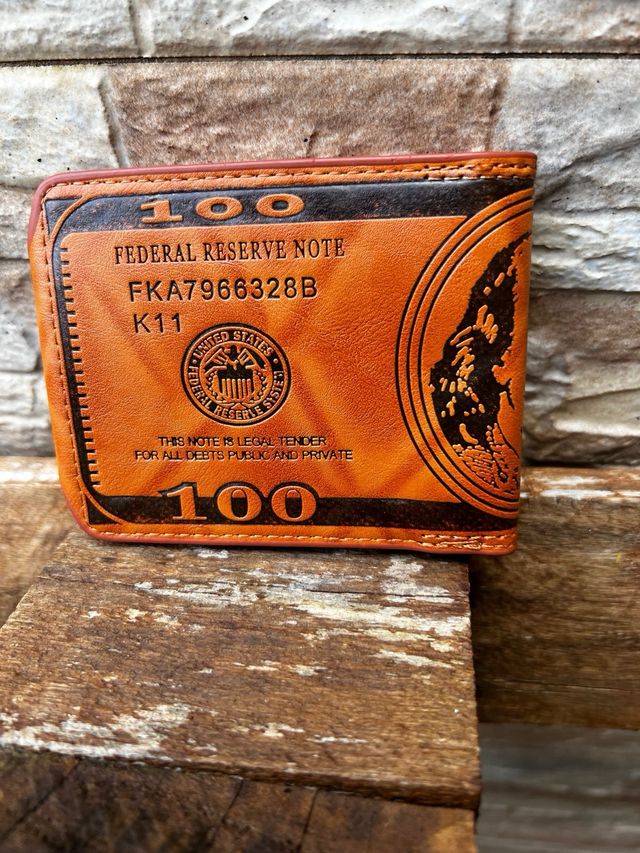 100
FEDERAL RESERVE NOTE
FKA7966328B
K11
UNITED STATES
FEDERAL RESERVE SYSTEM
THIS NOTE IS LEGAL TENDER
FOR ALL DEBTS PUBLIC AND PRIVATE
100